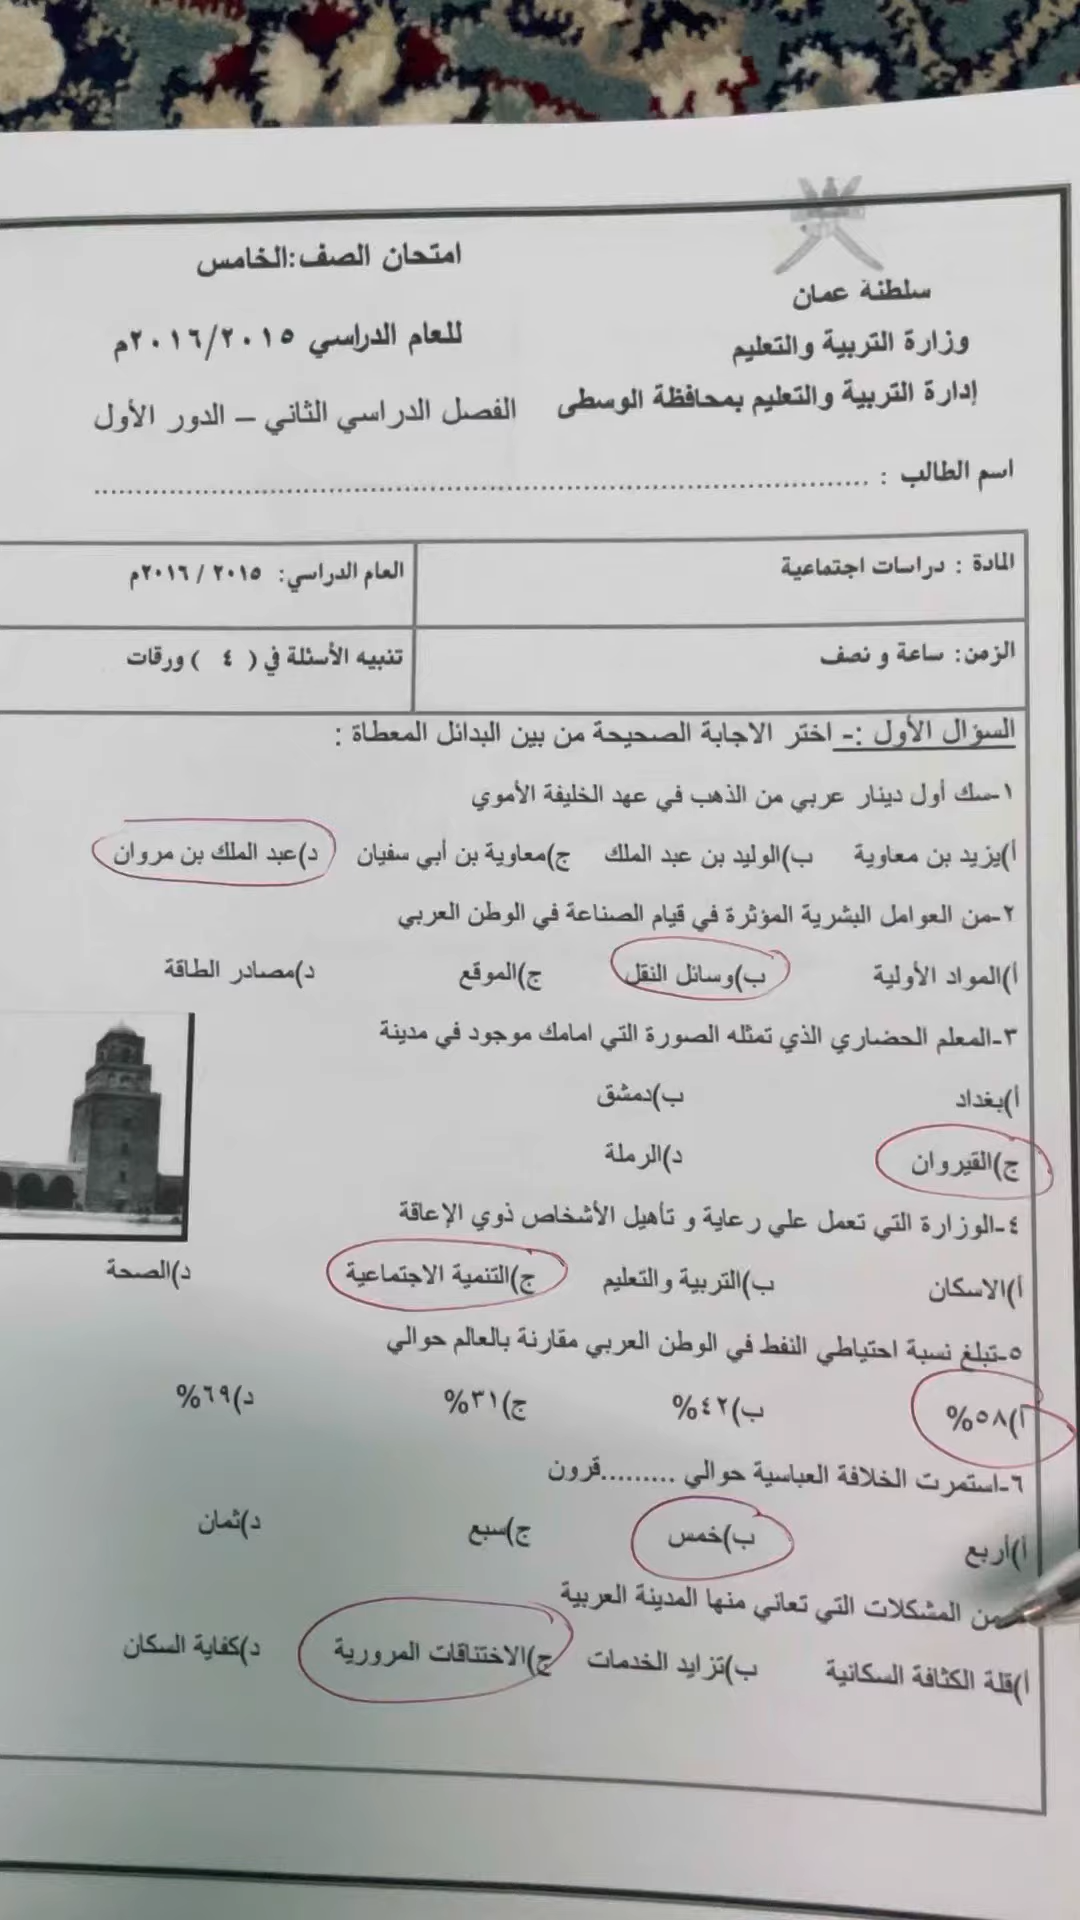 سلطنة عمان
وزارة التربية والتعليم
إدارة التربية والتعليم بمحافظة الوسطى
امتحان الصف:الخامس
للعام الدراسي ٢٠١٦/٢٠١٥م
الفصل الدراسي الثاني – الدور الأول
اسم الطالب : ........................................................................
المادة : دراسات اجتماعية
العام الدراسي: ٢٠١٥ / ٢٠١٦م
الزمن: ساعة و نصف
تنبيه الأسئلة في ( ٤ ) ورقات
السؤال الأول :- اختر الاجابة الصحيحة من بين البدائل المعطاة :
١-سك أول دينار عربي من الذهب في عهد الخليفة الأموي
أ)يزيد بن معاوية ب)الوليد بن عبد الملك ج)معاوية بن أبي سفيان د)عبد الملك بن مروان
٢-من العوامل البشرية المؤثرة في قيام الصناعة في الوطن العربي
أ)المواد الأولية ب)وسائل النقل ج)الموقع د)مصادر الطاقة
٣-المعلم الحضاري الذي تمثله الصورة التي امامك موجود في مدينة
أ)بغداد ب)دمشق
ج)القيروان د)الرملة
٤-الوزارة التي تعمل علي رعاية و تأهيل الأشخاص ذوي الإعاقة
أ)الاسكان ب)التربية والتعليم ج)التنمية الاجتماعية د)الصحة
٥-تبلغ نسبة احتياطي النفط في الوطن العربي مقارنة بالعالم حوالي
أ)٥٨% ب)٤٢% ج)٣١% د)٦٩%
٦-استمرت الخلافة العباسية حوالي .........قرون
أ)أربع ب)خمس ج)سبع د)ثمان
من المشكلات التي تعاني منها المدينة العربية
أ)قلة الكثافة السكانية ب)تزايد الخدمات ج)الاختناقات المرورية د)كفاية السكان